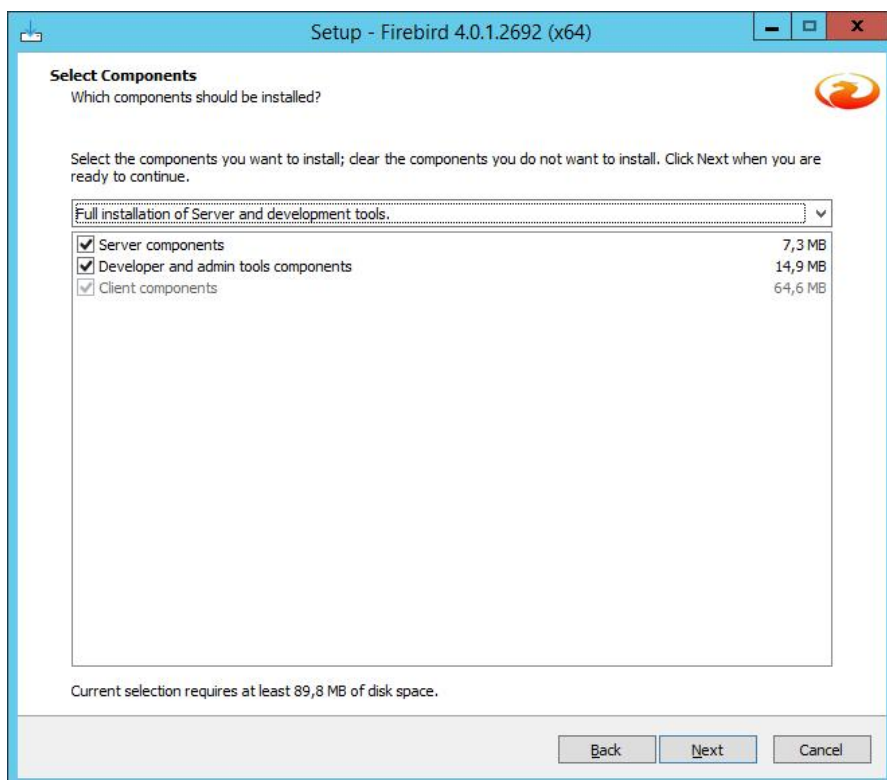 Setup - Firebird 4.0.1.2692 (x64)
Select Components
Which components should be installed?
Select the components you want to install; clear the components you do not want to install. Click Next when you are
ready to continue.
Full installation of Server and development tools.
Server components 7,3 MB
Developer and admin tools components 14,9 MB
Client components 64,6 MB
Current selection requires at least 89,8 MB of disk space.
Back Next Cancel